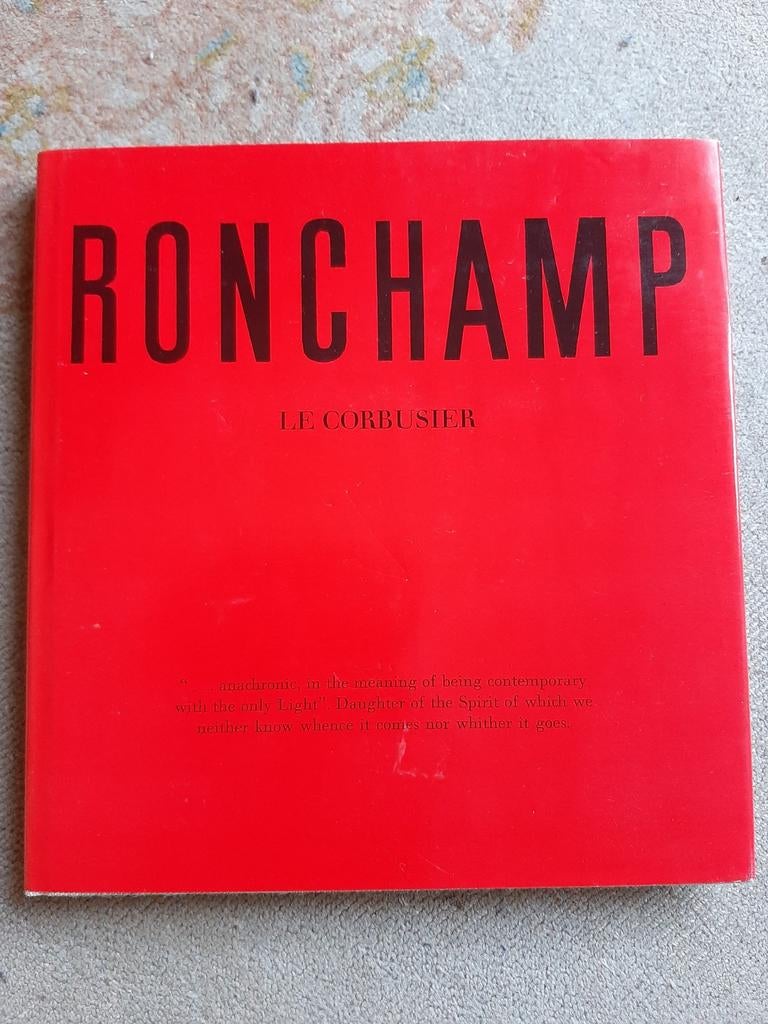 RONCHAMP
LE CORBUSIER
“ ... anachronic, in the meaning of being contemporary
with the only Light”. Daughter of the Spirit of which we
neither know whence it comes nor whither it goes.